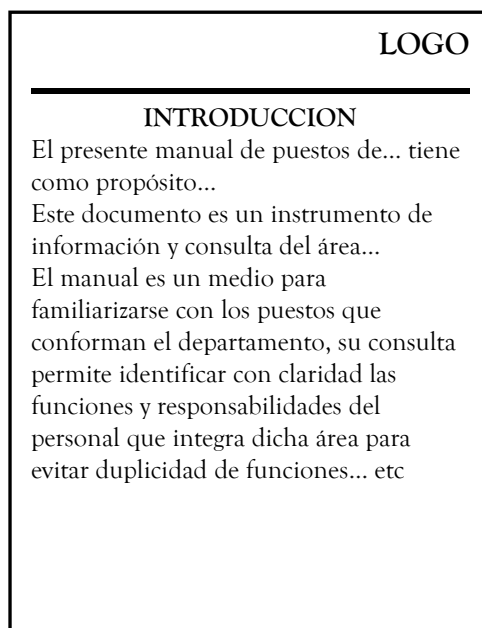 LOGO
INTRODUCCION
El presente manual de puestos de... tiene
como propósito...
Este documento es un instrumento de
información y consulta del área...
El manual es un medio para
familiarizarse con los puestos que
conforman el departamento, su consulta
permite identificar con claridad las
funciones y responsabilidades del
personal que integra dicha área para
evitar duplicidad de funciones... etc